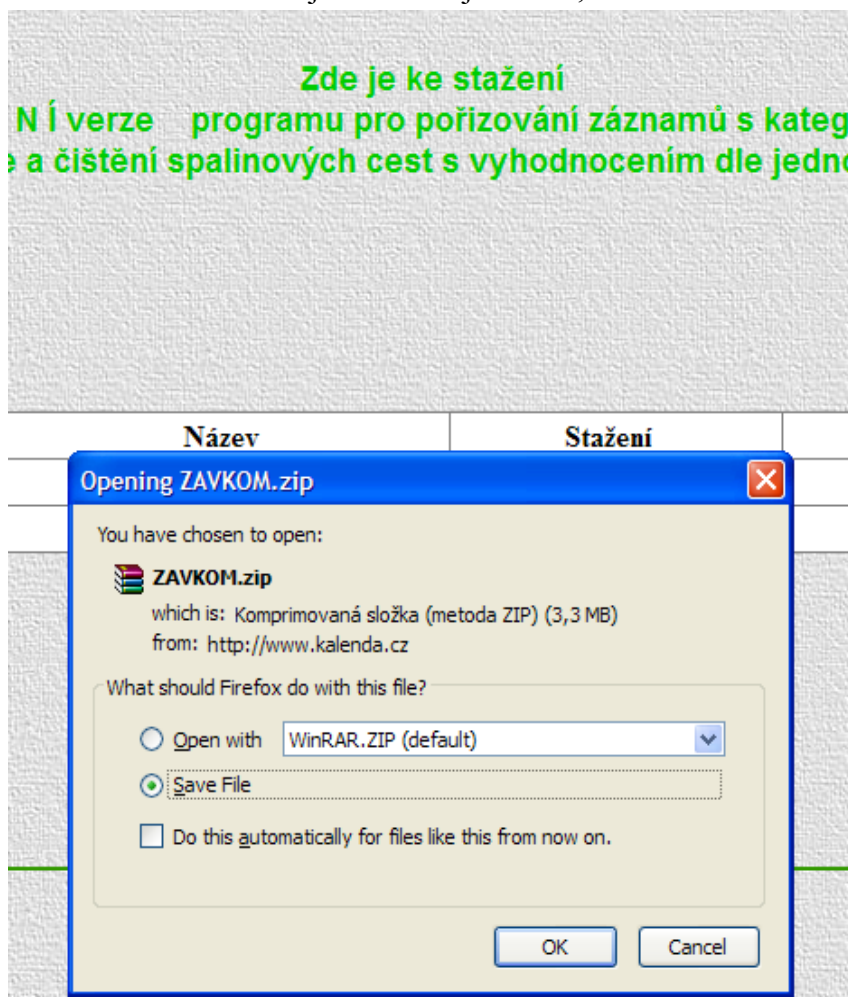 Zde je ke stažení
N Í verze programu pro pořizování záznamů s kateg
e a čištění spalinových cest s vyhodnocením dle jedno
Název Stažení
Opening ZAVKOM.zip
You have chosen to open:
ZAVKOM.zip
which is: Komprimovaná složka (metoda ZIP) (3,3 MB)
from: http://www.kalenda.cz
What should Firefox do with this file?
Open with WinRAR.ZIP (default)
Save File
Do this automatically for files like this from now on.
OK Cancel